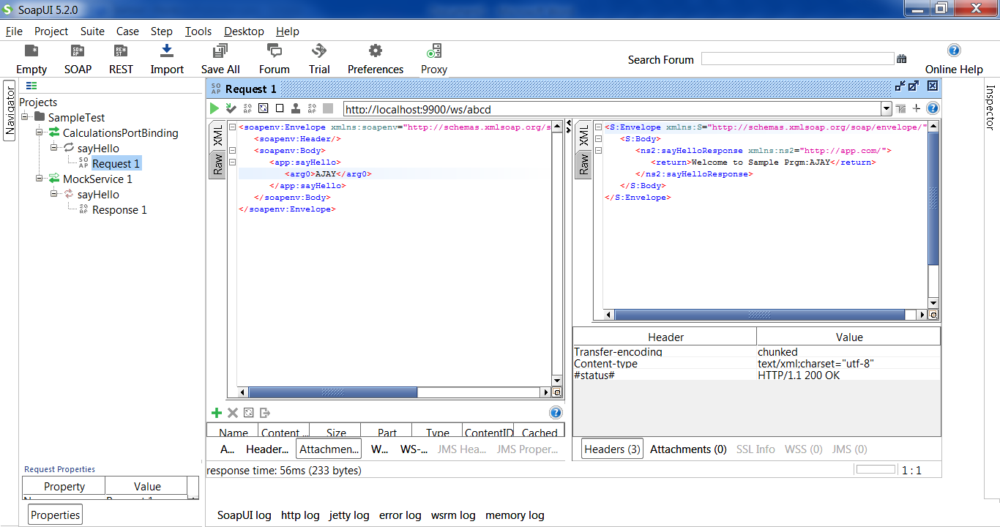 SoapUI 5.2.0
File Project Suite Case Step Tools Desktop Help
Empty SOAP REST Import Save All Forum Trial Preferences Proxy Search Forum Online Help
Navigator
Projects
SampleTest
CalculationsPortBinding
sayHello
Request 1
MockService 1
sayHello
Response 1
Request Properties
Property Value
Properties
Request 1
http://localhost:9900/ws/abcd
XML
Raw
<soapenv:Envelope xmlns:soapenv="http://schemas.xmlsoap.org/s
<soapenv:Header/>
<soapenv:Body>
<app:sayHello>
<arg0>AJAY</arg0>
</app:sayHello>
</soapenv:Body>
</soapenv:Envelope>
Name Content ... Size Part Type ContentID Cached
A... Header... Attachmen... W... WS-... JMS Hea... JMS Proper...
XML
Raw
<S:Envelope xmlns:S="http://schemas.xmlsoap.org/soap/envelope/"
<S:Body>
<ns2:sayHelloResponse xmlns:ns2="http://app.com/">
<return>Welcome to Sample Prgm:AJAY</return>
</ns2:sayHelloResponse>
</S:Body>
</S:Envelope>
Header Value
Transfer-encoding chunked
Content-type text/xml;charset="utf-8"
#status# HTTP/1.1 200 OK
Headers (3) Attachments (0) SSL Info WSS (0) JMS (0)
response time: 56ms (233 bytes) 1 : 1
SoapUI log http log jetty log error log wsrm log memory log
Inspector